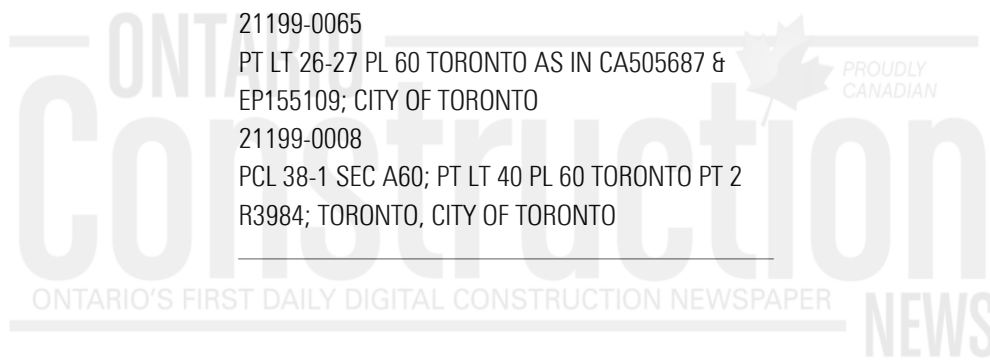 21199-0065
PT LT 26-27 PL 60 TORONTO AS IN CA505687 &
EP155109; CITY OF TORONTO
21199-0008
PCL 38-1 SEC A60; PT LT 40 PL 60 TORONTO PT 2
R3984; TORONTO, CITY OF TORONTO
ONTARIO
PROUDLY
CANADIAN
Construction
ONTARIO'S FIRST DAILY DIGITAL CONSTRUCTION NEWSPAPER
NEWS